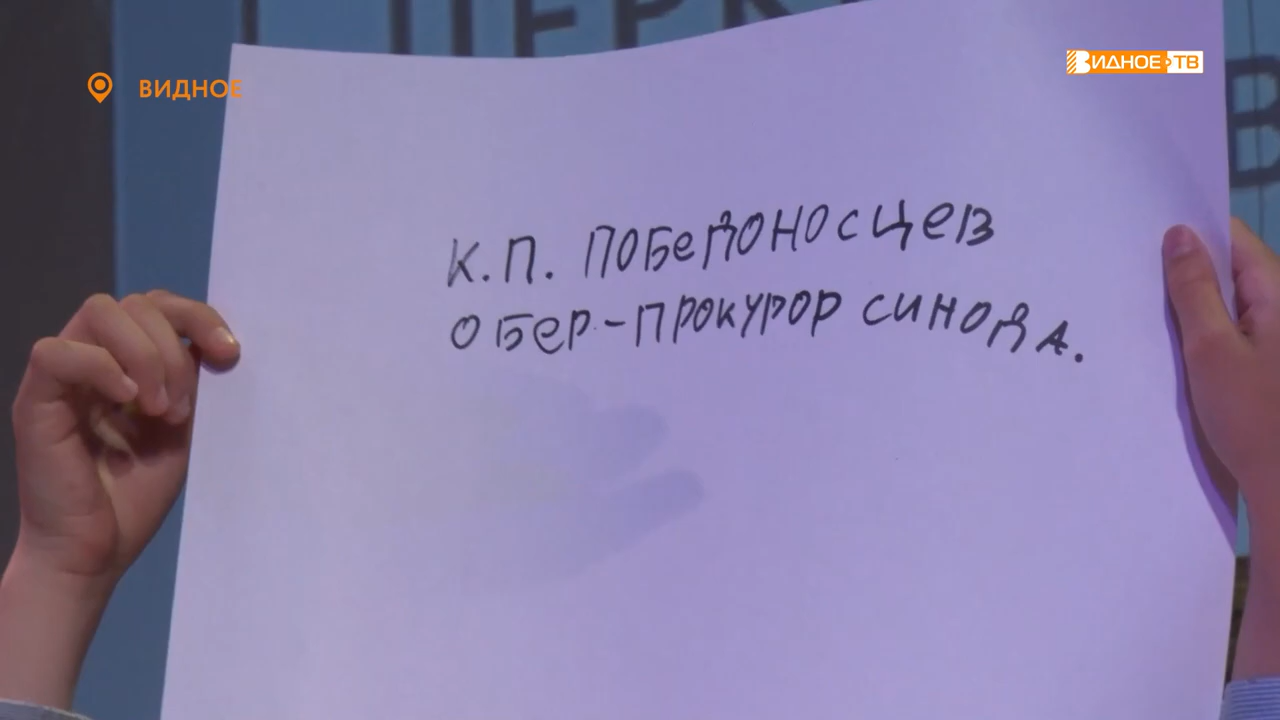 ВИДНОЕ
ВИДНОЕ ТВ
К.П. ПОБЕДОНОСЦЕВ
ОБЕР-ПРОКУРОР СИНОДА.